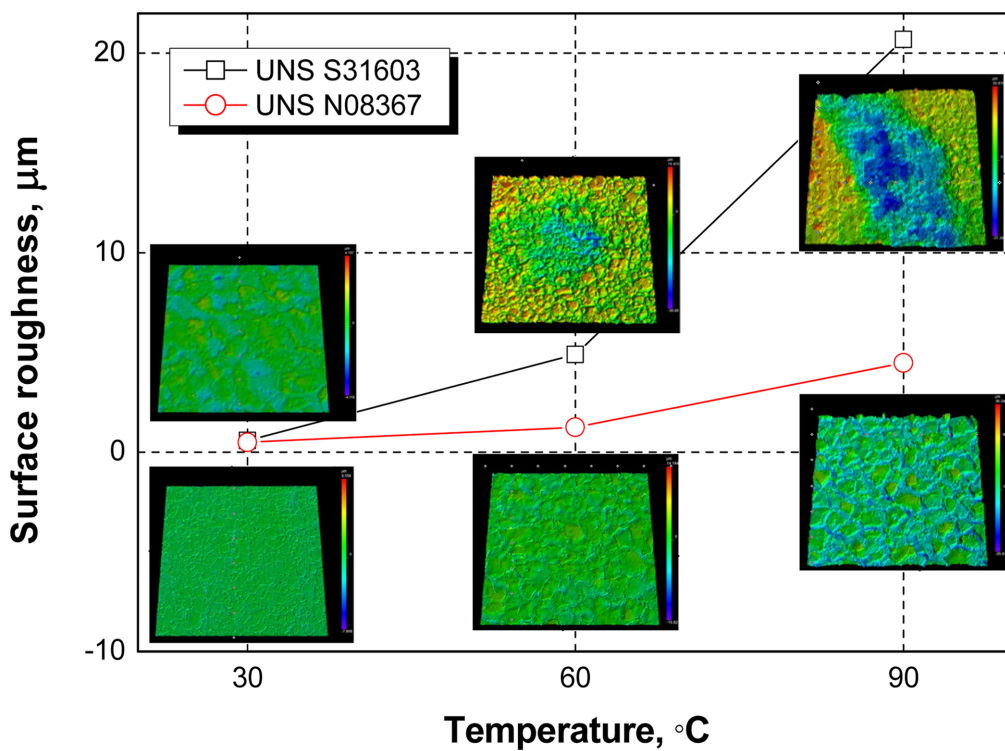 20
UNS S31603
UNS N08367
10
0
-10
Surface roughness, μm
30
60
90
Temperature, °C